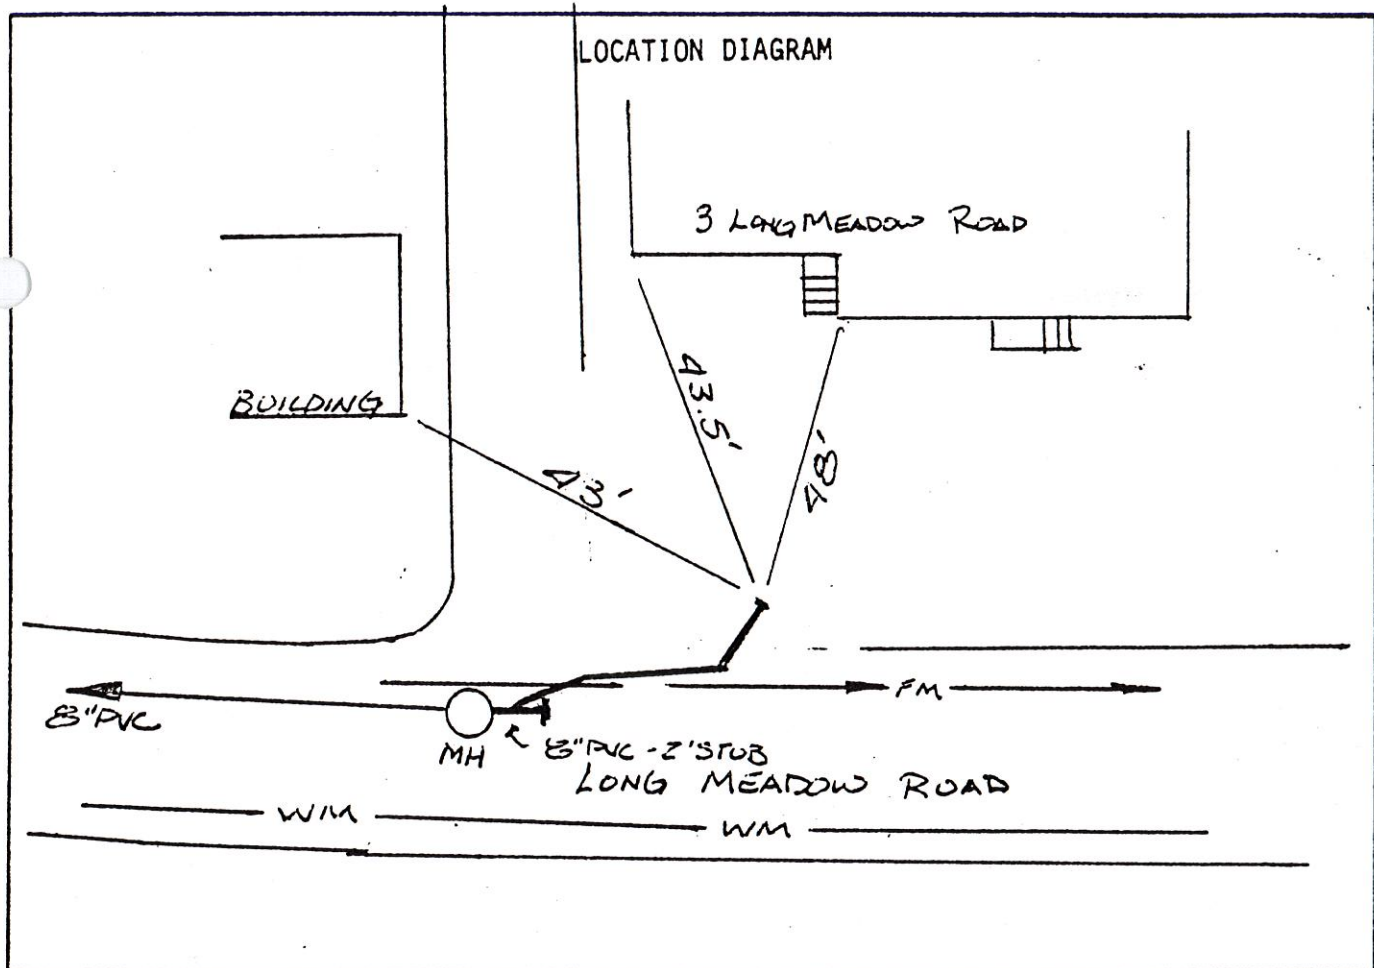 LOCATION DIAGRAM
3 LONG MEADOW ROAD
BUILDING
43.5'
48'
43'
FM
8"PVC
MH
8"PVC - 2'STUB
LONG MEADOW ROAD
WM
WM